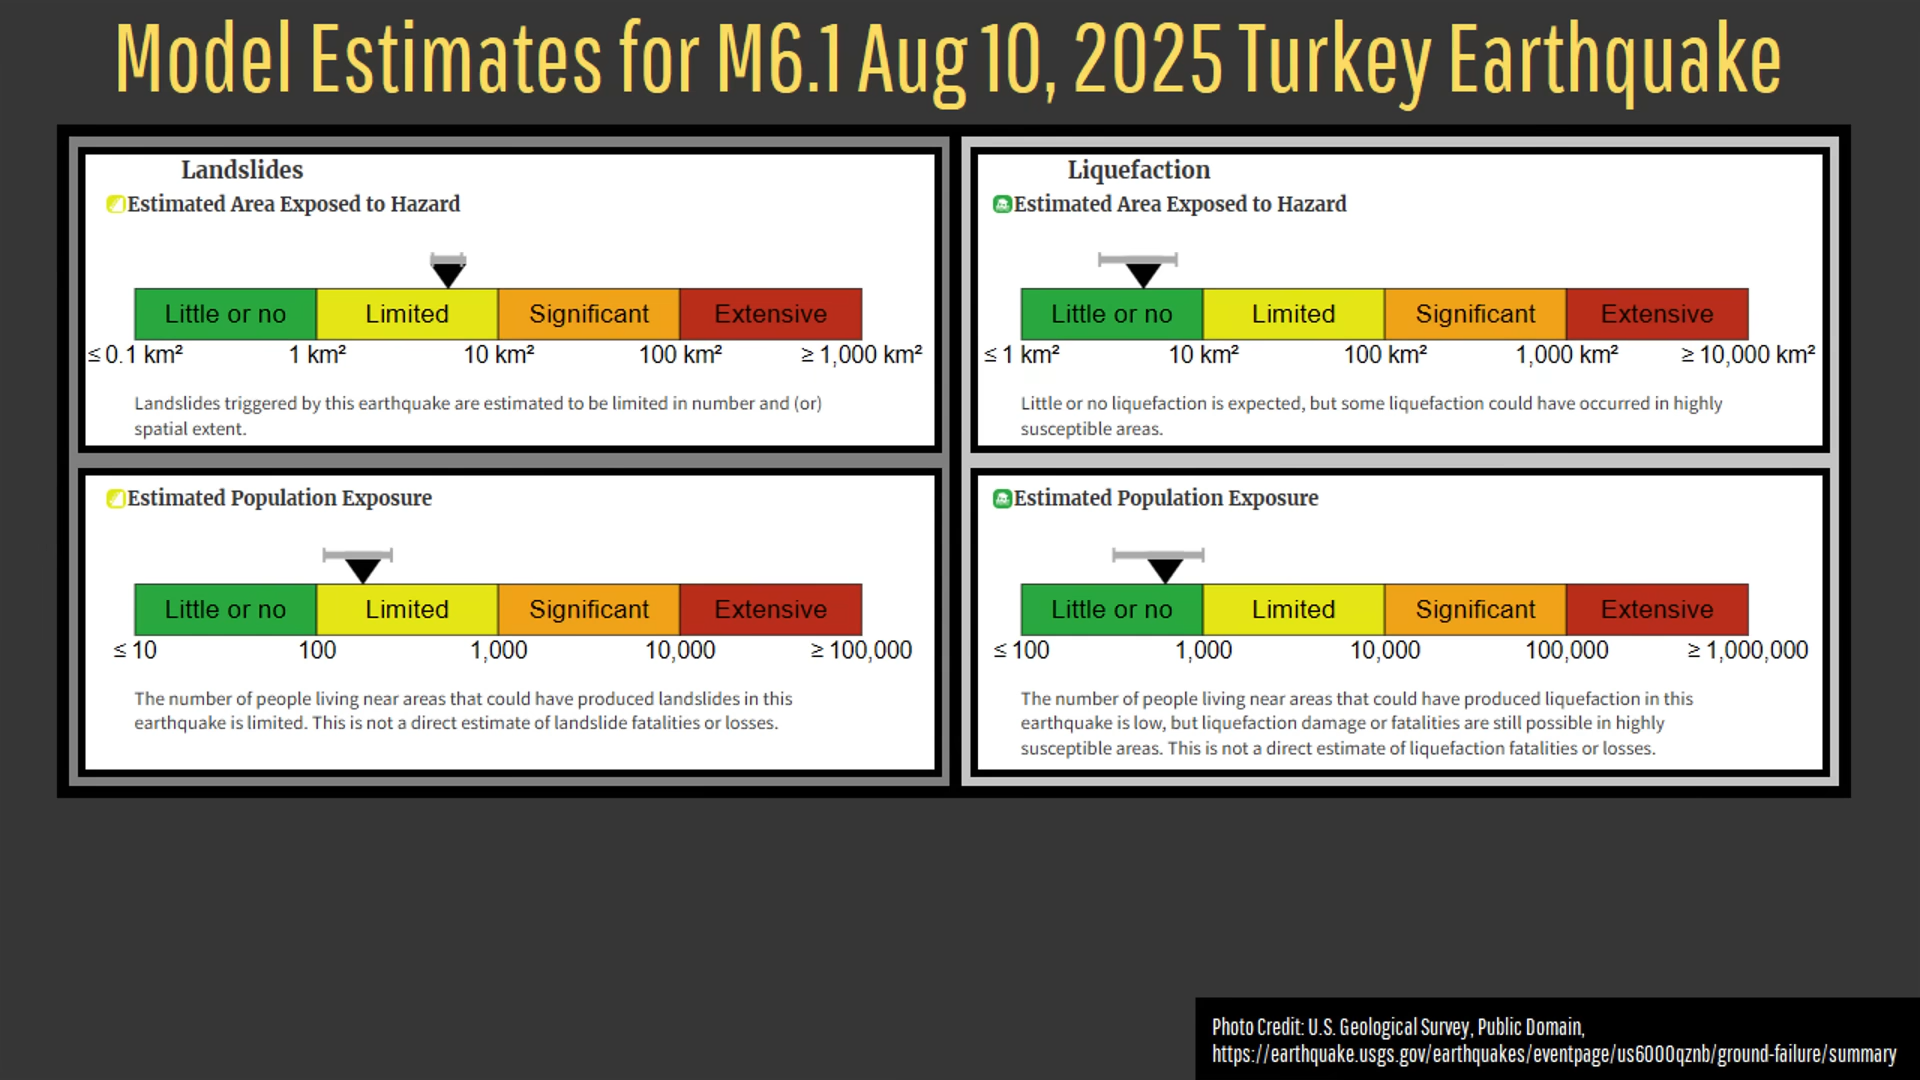 Model Estimates for M6.1 Aug 10, 2025 Turkey Earthquake
Landslides
Estimated Area Exposed to Hazard
Little or no Limited Significant Extensive
≤ 0.1 km² 1 km² 10 km² 100 km² ≥ 1,000 km²
Landslides triggered by this earthquake are estimated to be limited in number and (or)
spatial extent.
Liquefaction
Estimated Area Exposed to Hazard
Little or no Limited Significant Extensive
≤ 1 km² 10 km² 100 km² 1,000 km² ≥ 10,000 km²
Little or no liquefaction is expected, but some liquefaction could have occurred in highly
susceptible areas.
Estimated Population Exposure
Little or no Limited Significant Extensive
≤ 10 100 1,000 10,000 ≥ 100,000
The number of people living near areas that could have produced landslides in this
earthquake is limited. This is not a direct estimate of landslide fatalities or losses.
Estimated Population Exposure
Little or no Limited Significant Extensive
≤ 100 1,000 10,000 100,000 ≥ 1,000,000
The number of people living near areas that could have produced liquefaction in this
earthquake is low, but liquefaction damage or fatalities are still possible in highly
susceptible areas. This is not a direct estimate of liquefaction fatalities or losses.
Photo Credit: U.S. Geological Survey, Public Domain,
https://earthquake.usgs.gov/earthquakes/eventpage/us6000qznb/ground-failure/summary